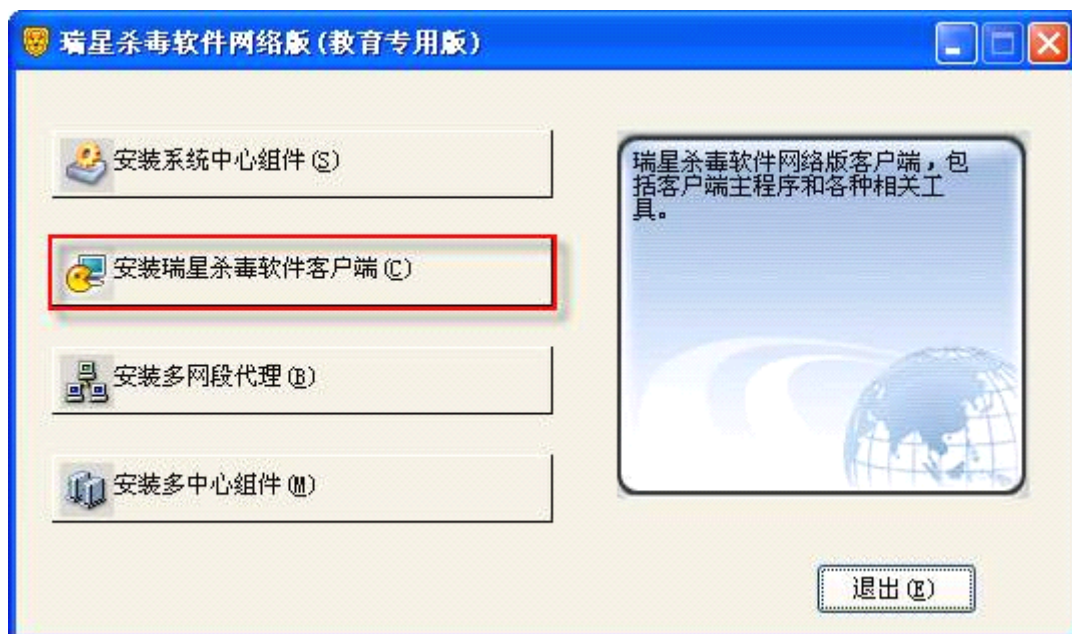 瑞星杀毒软件网络版(教育专用版)
安装系统中心组件(S)
安装瑞星杀毒软件客户端(C)
安装多网段代理(B)
安装多中心组件(M)
瑞星杀毒软件网络版客户端，包
括客户端主程序和各种相关工
具。
退出(E)